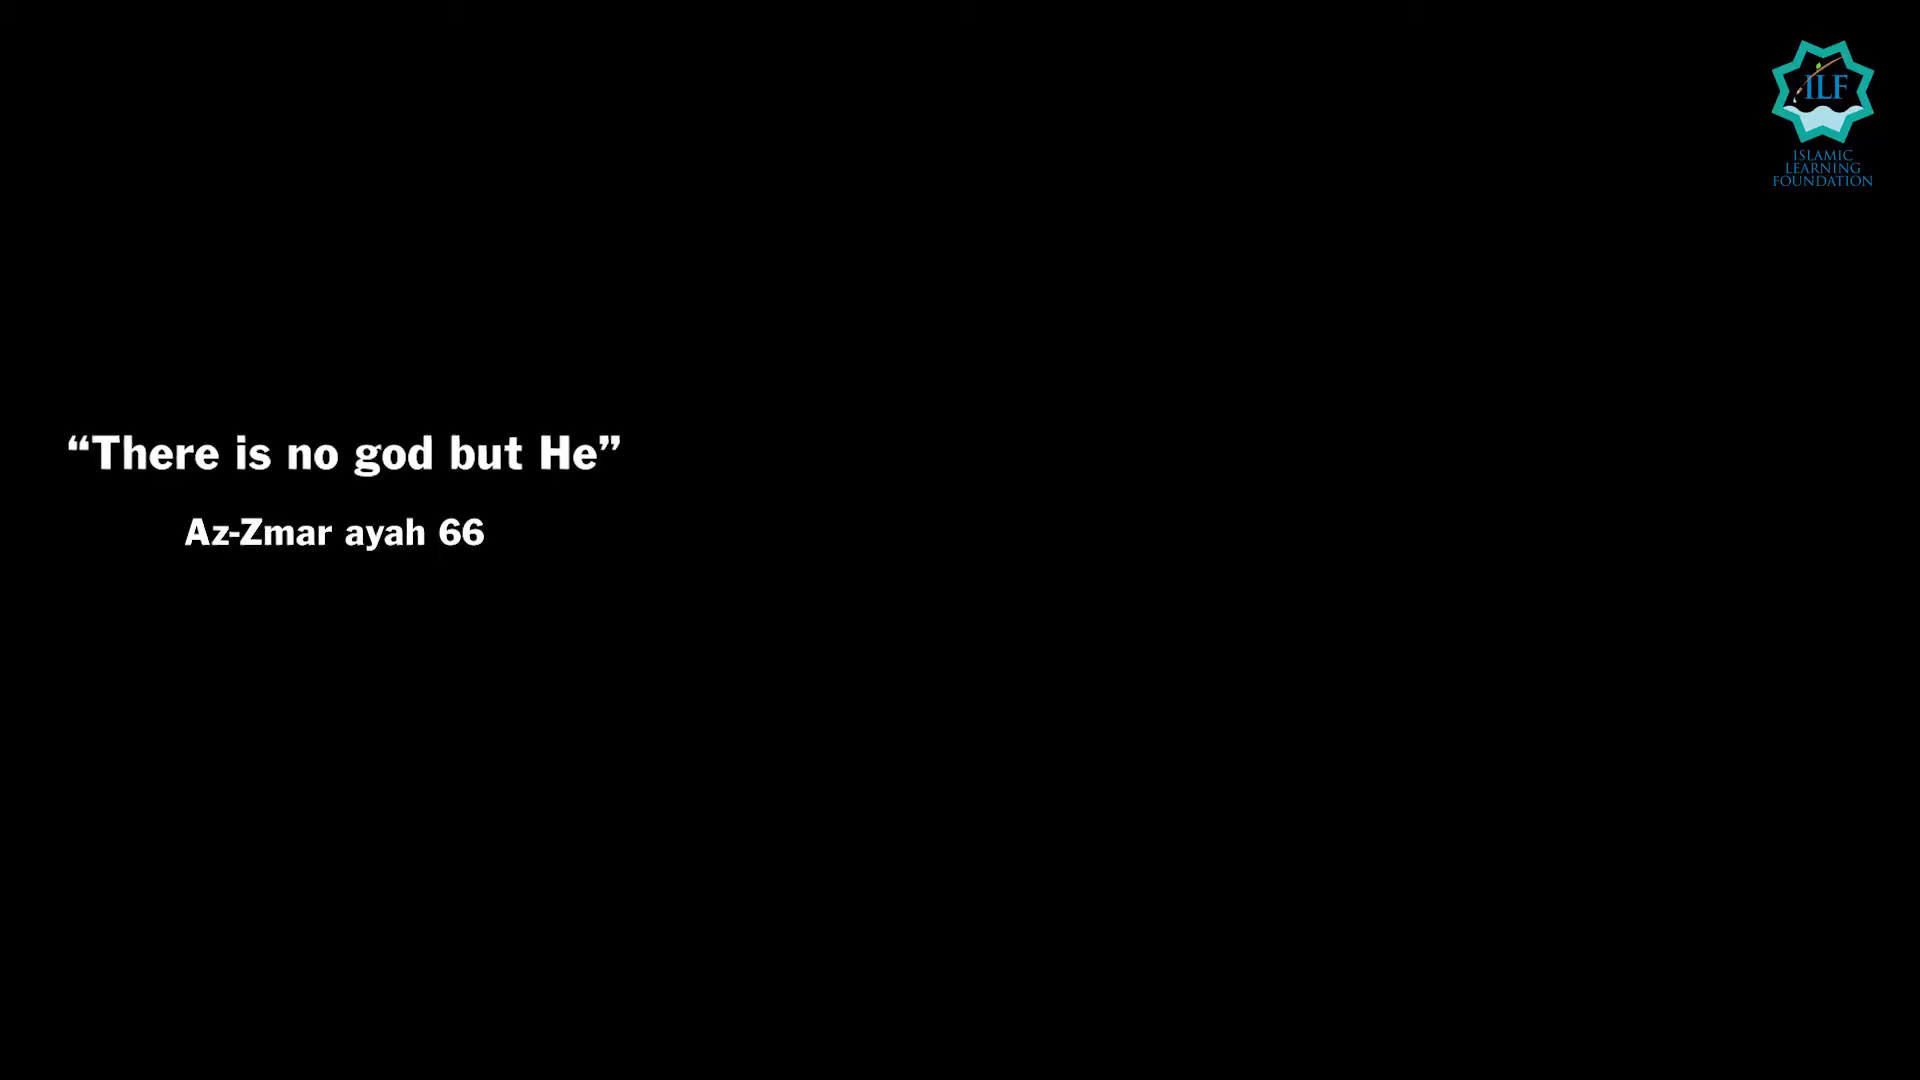 ILF
ISLAMIC
LEARNING
FOUNDATION
“There is no god but He”
Az-Zmar ayah 66